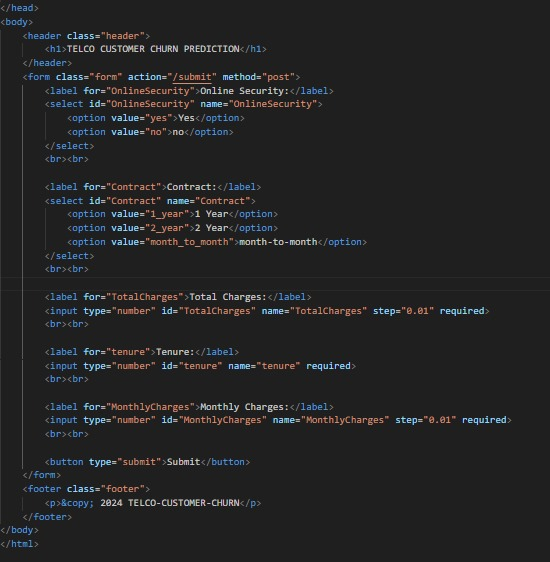 </head>
<body>
<header class="header">
<h1>TELCO CUSTOMER CHURN PREDICTION</h1>
</header>
<form class="form" action="/submit" method="post">
<label for="OnlineSecurity">Online Security:</label>
<select id="OnlineSecurity" name="OnlineSecurity">
<option value="yes">Yes</option>
<option value="no">no</option>
</select>
<br><br>
<label for="Contract">Contract:</label>
<select id="Contract" name="Contract">
<option value="1_year">1 Year</option>
<option value="2_year">2 Year</option>
<option value="month_to_month">month-to-month</option>
</select>
<br><br>
<label for="TotalCharges">Total Charges:</label>
<input type="number" id="TotalCharges" name="TotalCharges" step="0.01" required>
<br><br>
<label for="tenure">Tenure:</label>
<input type="number" id="tenure" name="tenure" required>
<br><br>
<label for="MonthlyCharges">Monthly Charges:</label>
<input type="number" id="MonthlyCharges" name="MonthlyCharges" step="0.01" required>
<br><br>
<button type="submit">Submit</button>
</form>
<footer class="footer">
<p>&copy; 2024 TELCO-CUSTOMER-CHURN</p>
</footer>
</body>
</html>